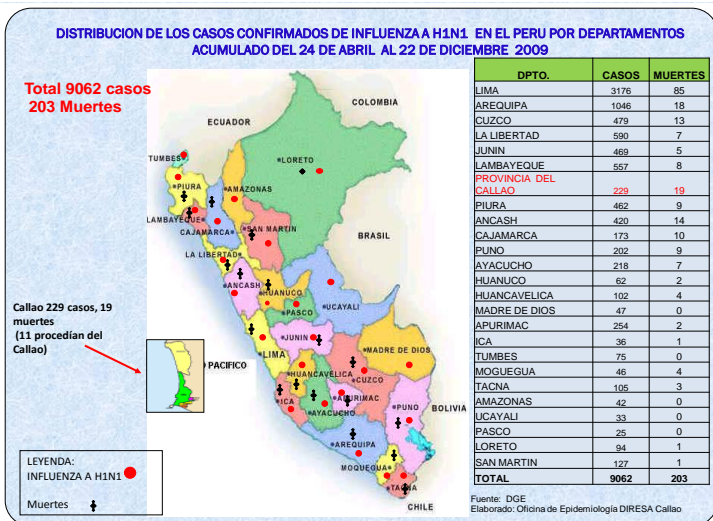 DISTRIBUCION DE LOS CASOS CONFIRMADOS DE INFLUENZA A H1N1 EN EL PERU POR DEPARTAMENTOS
ACUMULADO DEL 24 DE ABRIL AL 22 DE DICIEMBRE 2009
Total 9062 casos
203 Muertes
COLOMBIA
ECUADOR
TUMBES
LORETO
PIURA
AMAZONAS
LAMBAYEQUE
CAJAMARCA
SAN MARTIN
BRASIL
LA LIBERTAD
ANCASH
HUANUCO
UCAYALI
PASCO
JUNIN
LIMA
MADRE DE DIOS
PACIFICO
HUANCAVELICA
CUZCO
ICA
APURIMAC
AYACUCHO
PUNO
BOLIVIA
AREQUIPA
MOQUEGUA
TACNA
CHILE
Callao 229 casos, 19
muertes
(11 procedían del
Callao)
LEYENDA:
INFLUENZA A H1N1
Muertes
DPTO. CASOS MUERTES
LIMA 3176 85
AREQUIPA 1046 18
CUZCO 479 13
LA LIBERTAD 590 7
JUNIN 469 5
LAMBAYEQUE 557 8
PROVINCIA DEL
CALLAO 229 19
PIURA 462 9
ANCASH 420 14
CAJAMARCA 173 10
PUNO 202 9
AYACUCHO 218 7
HUANUCO 62 2
HUANCAVELICA 102 4
MADRE DE DIOS 47 0
APURIMAC 254 2
ICA 36 1
TUMBES 75 0
MOQUEGUA 46 4
TACNA 105 3
AMAZONAS 42 0
UCAYALI 33 0
PASCO 25 0
LORETO 94 1
SAN MARTIN 127 1
TOTAL 9062 203
Fuente: DGE
Elaborado: Oficina de Epidemiología DIRESA Callao